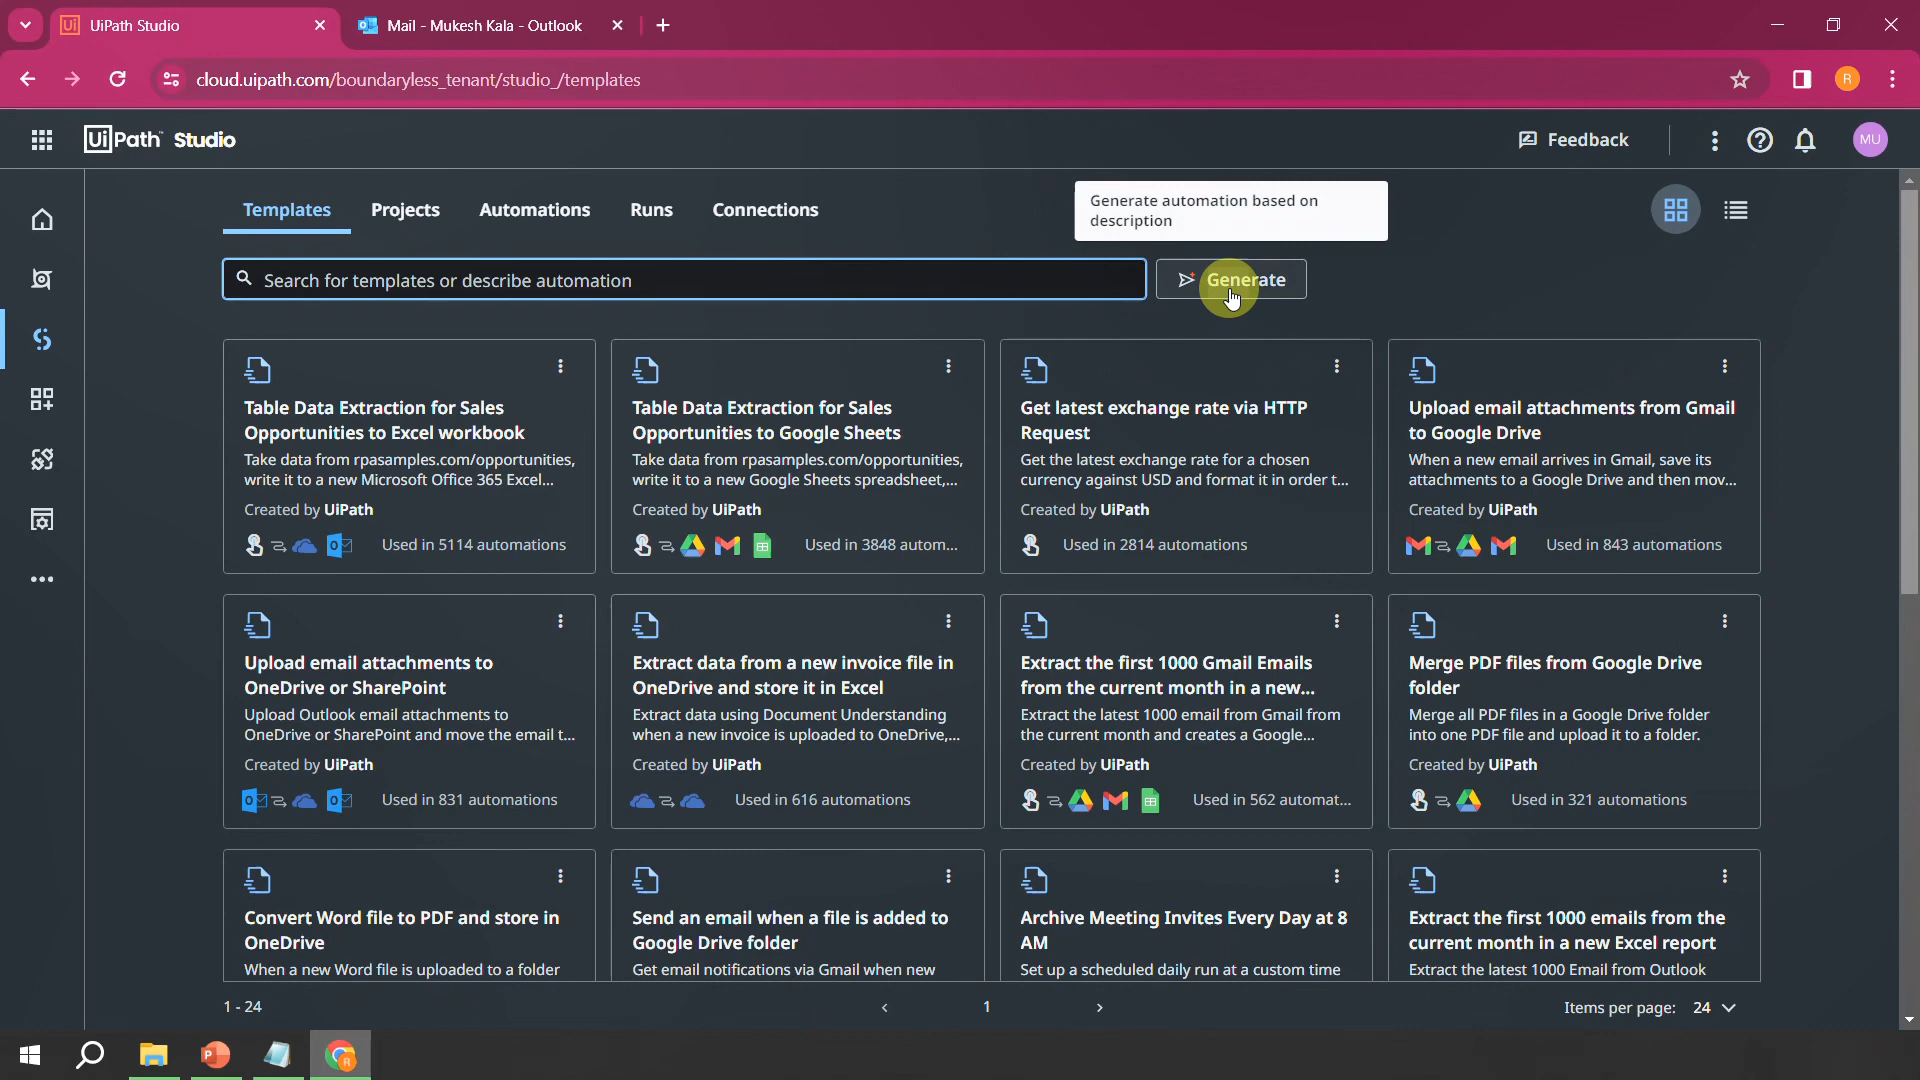 UiPath Studio
Mail - Mukesh Kala - Outlook
cloud.uipath.com/boundaryless_tenant/studio_/templates
R
UiPath™ Studio
Feedback
MU
Templates
Projects
Automations
Runs
Connections
Generate automation based on
description
Search for templates or describe automation
Generate
Table Data Extraction for Sales
Opportunities to Excel workbook
Take data from rpasamples.com/opportunities,
write it to a new Microsoft Office 365 Excel...
Created by UiPath
Used in 5114 automations
Table Data Extraction for Sales
Opportunities to Google Sheets
Take data from rpasamples.com/opportunities,
write it to a new Google Sheets spreadsheet,...
Created by UiPath
Used in 3848 autom...
Get latest exchange rate via HTTP
Request
Get the latest exchange rate for a chosen
currency against USD and format it in order t...
Created by UiPath
Used in 2814 automations
Upload email attachments from Gmail
to Google Drive
When a new email arrives in Gmail, save its
attachments to a Google Drive and then mov...
Created by UiPath
Used in 843 automations
Upload email attachments to
OneDrive or SharePoint
Upload Outlook email attachments to
OneDrive or SharePoint and move the email t...
Created by UiPath
Used in 831 automations
Extract data from a new invoice file in
OneDrive and store it in Excel
Extract data using Document Understanding
when a new invoice is uploaded to OneDrive,...
Created by UiPath
Used in 616 automations
Extract the first 1000 Gmail Emails
from the current month in a new...
Extract the latest 1000 email from Gmail from
the current month and creates a Google...
Created by UiPath
Used in 562 automat...
Merge PDF files from Google Drive
folder
Merge all PDF files in a Google Drive folder
into one PDF file and upload it to a folder.
Created by UiPath
Used in 321 automations
Convert Word file to PDF and store in
OneDrive
When a new Word file is uploaded to a folder
Send an email when a file is added to
Google Drive folder
Get email notifications via Gmail when new
Archive Meeting Invites Every Day at 8
AM
Set up a scheduled daily run at a custom time
Extract the first 1000 emails from the
current month in a new Excel report
Extract the latest 1000 Email from Outlook
1 - 24
1
Items per page: 24